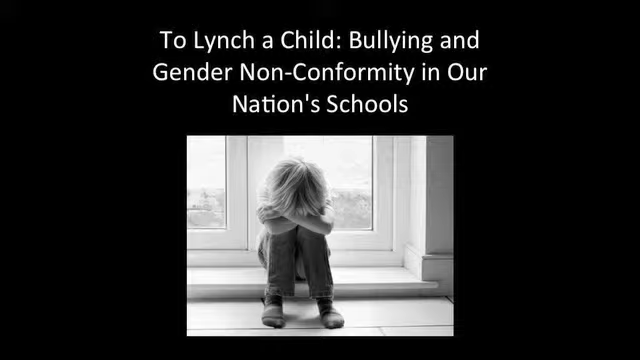 To Lynch a Child: Bullying and
Gender Non-Conformity in Our
Nation's Schools